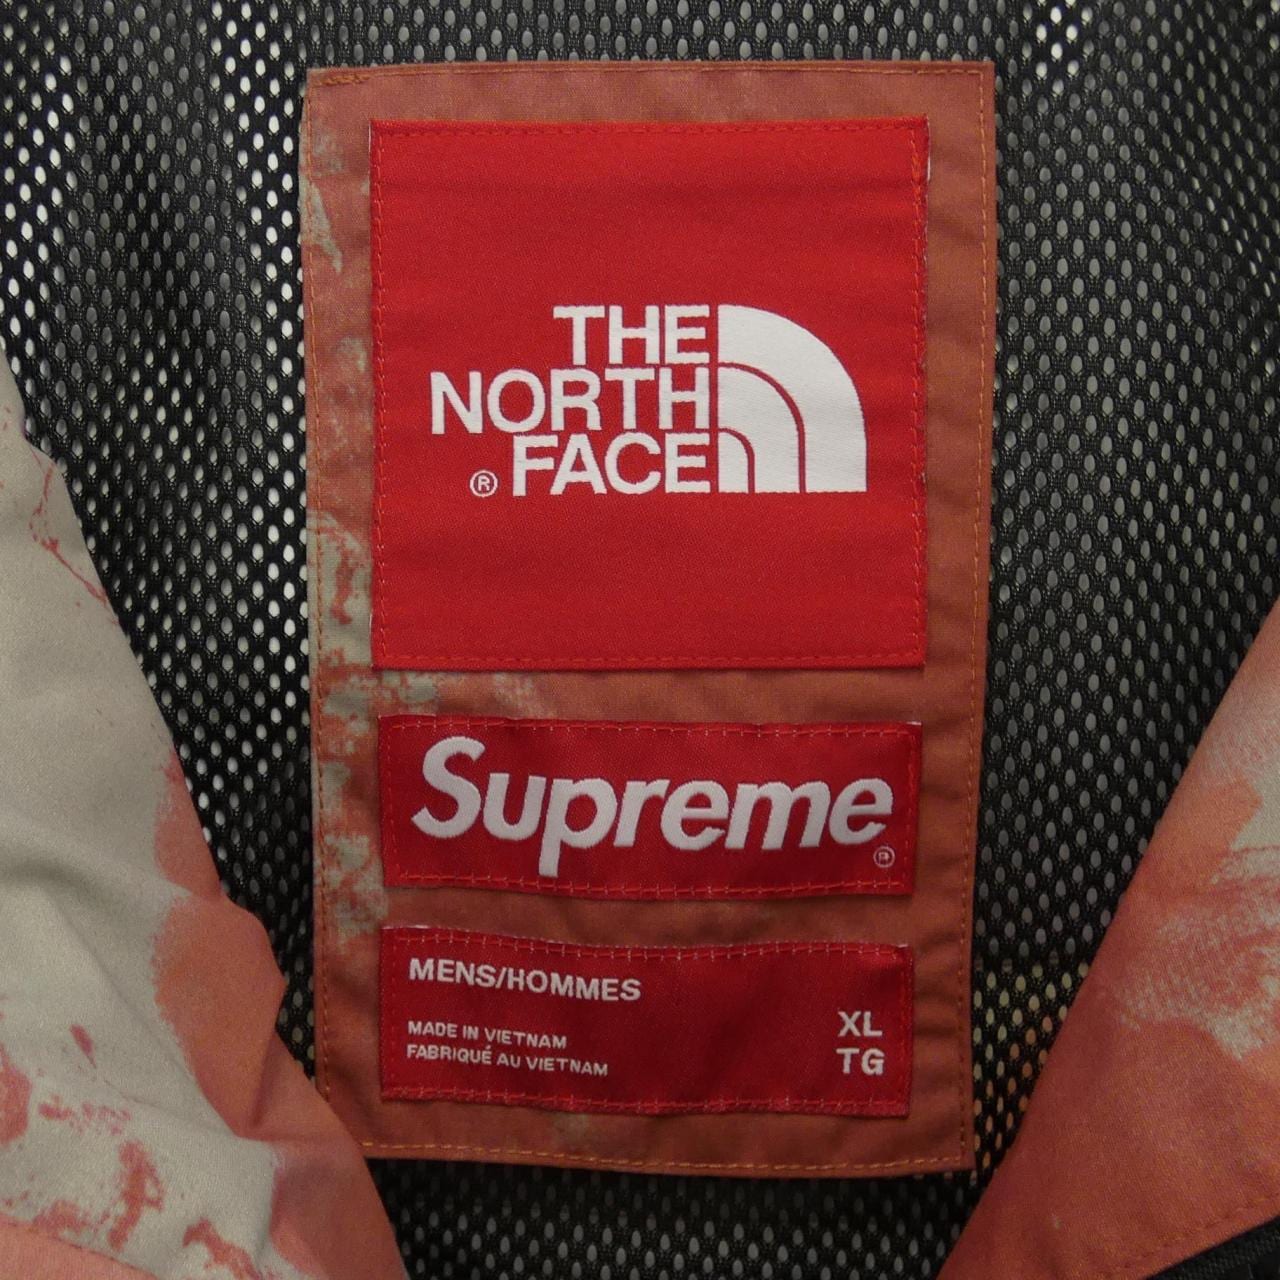 THE
NORTH
® FACE
Supreme
®
MENS/HOMMES
MADE IN VIETNAM
FABRIQUÉ AU VIETNAM
XL
TG